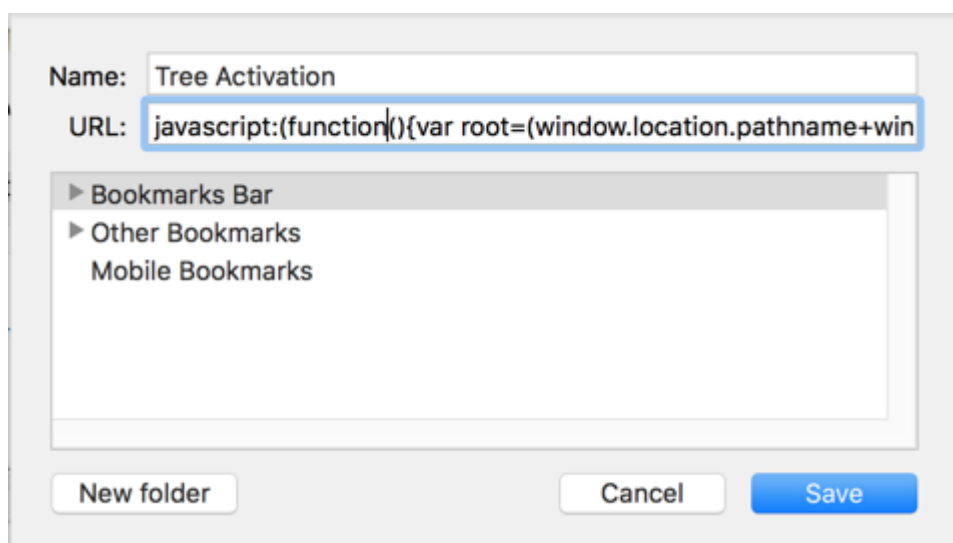 Name: Tree Activation
URL: javascript:(function(){var root=(window.location.pathname+win
Bookmarks Bar
Other Bookmarks
Mobile Bookmarks
New folder Cancel Save